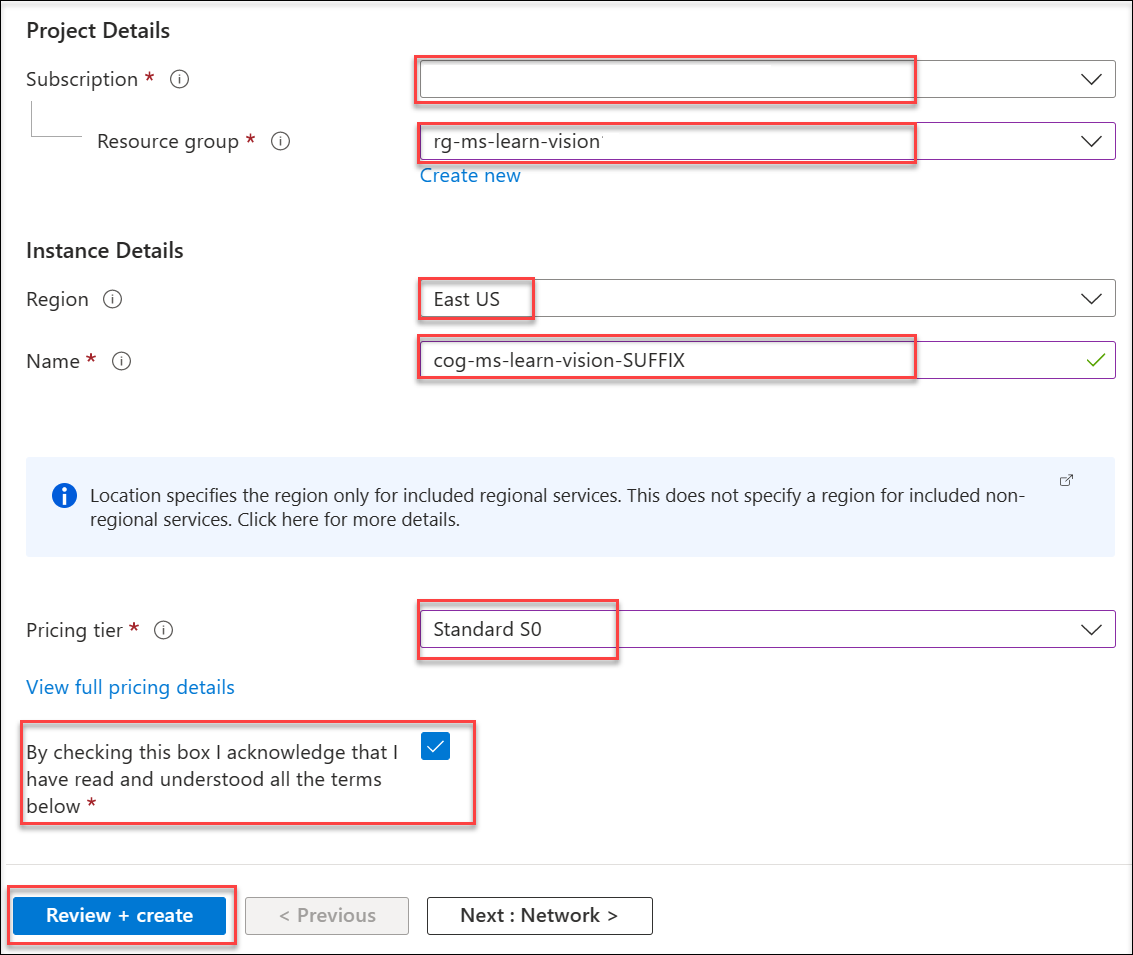 Project Details
Subscription *
Resource group *
rg-ms-learn-vision
Create new
Instance Details
Region
East US
Name *
cog-ms-learn-vision-SUFFIX
Location specifies the region only for included regional services. This does not specify a region for included non-
regional services. Click here for more details.
Pricing tier *
Standard S0
View full pricing details
By checking this box I acknowledge that I
have read and understood all the terms
below *
Review + create
< Previous
Next : Network >